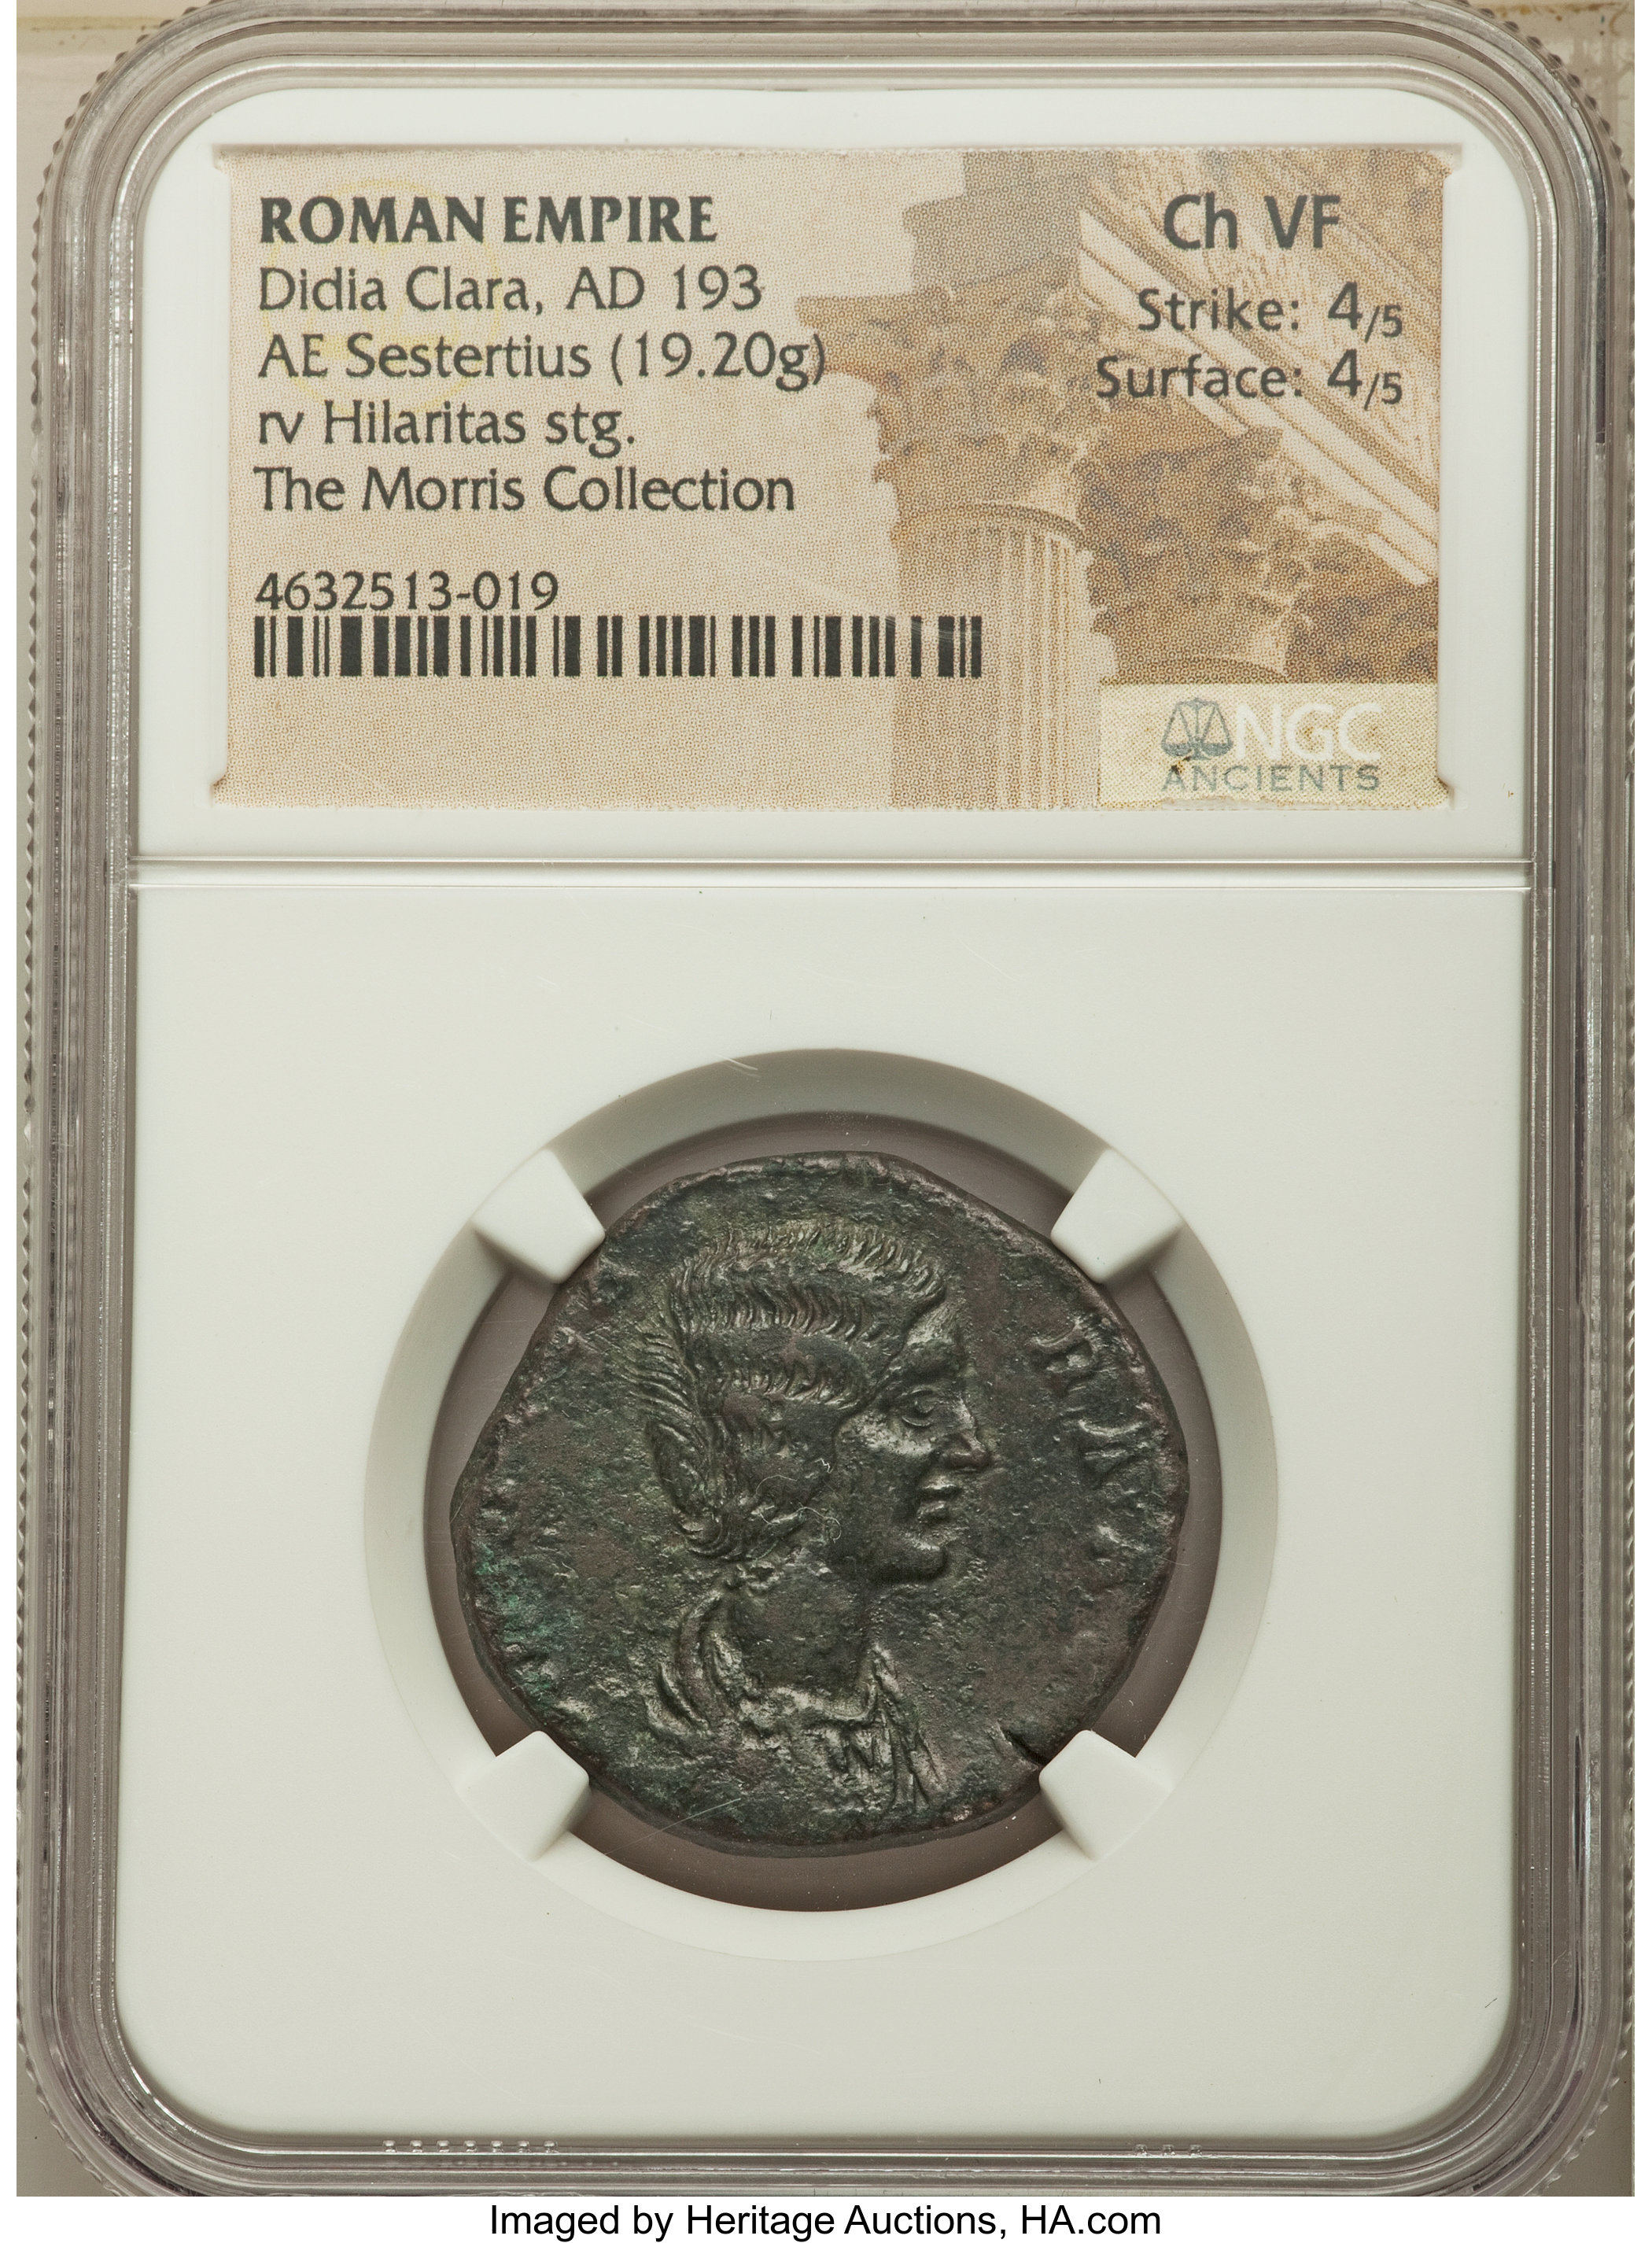 ROMAN EMPIRE
Didia Clara, AD 193
AE Sestertius (19.20g)
rv Hilaritas stg.
The Morris Collection
4632513-019
Ch VF
Strike: 4/5
Surface: 4/5
NGC
ANCIENTS
Imaged by Heritage Auctions, HA.com